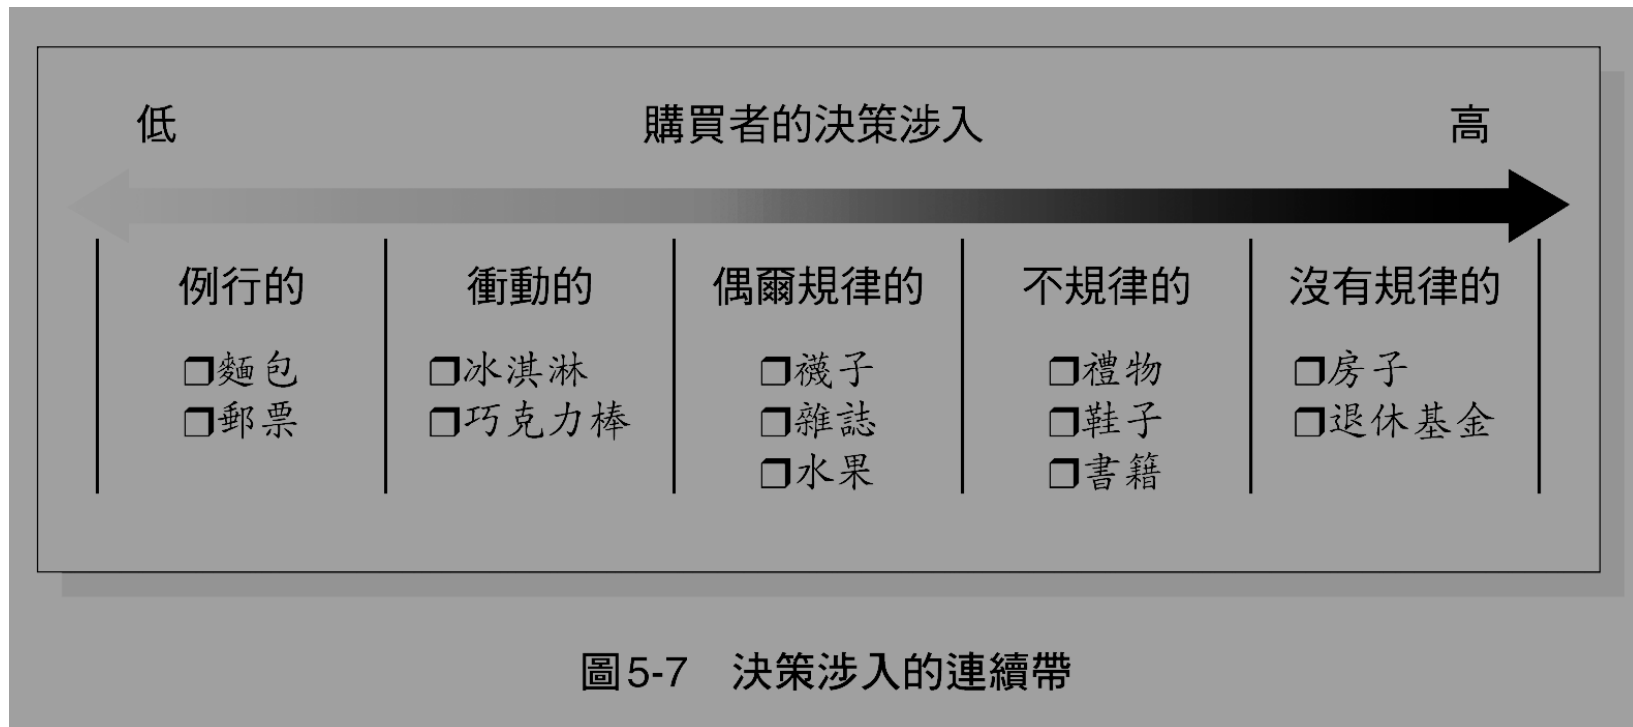 低 購買者的決策涉入 高
例行的 衝動的 偶爾規律的 不規律的 沒有規律的
❒麵包 ❒冰淇淋 ❒襪子 ❒禮物 ❒房子
❒郵票 ❒巧克力棒 ❒雜誌 ❒鞋子 ❒退休基金
❒水果 ❒書籍
圖5-7 決策涉入的連續帶